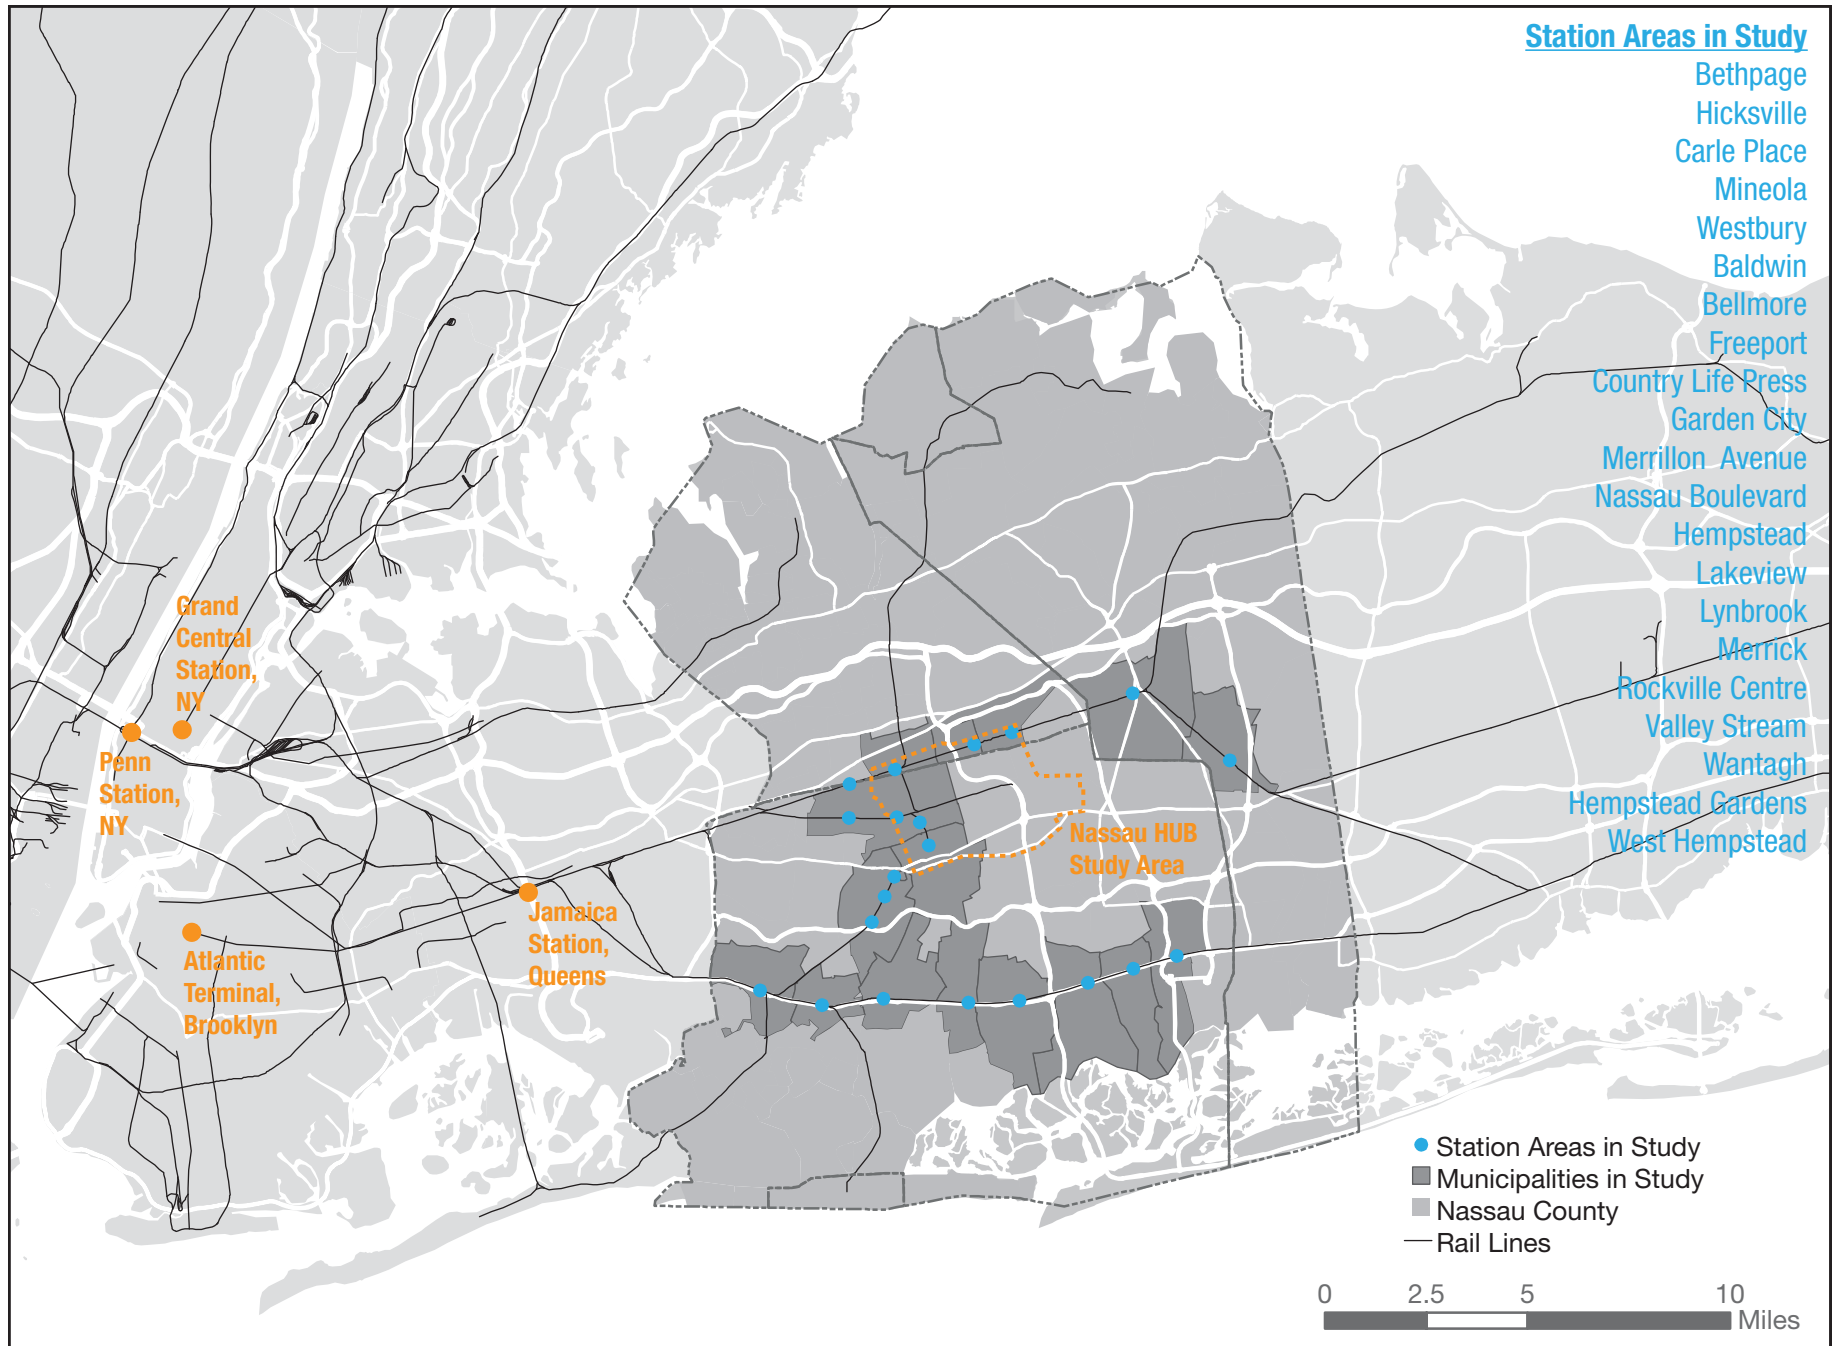 Station Areas in Study
Bethpage
Hicksville
Carle Place
Mineola
Westbury
Baldwin
Bellmore
Freeport
Country Life Press
Garden City
Merrillon Avenue
Nassau Boulevard
Hempstead
Lakeview
Lynbrook
Merrick
Rockville Centre
Valley Stream
Wantagh
Hempstead Gardens
West Hempstead
Grand
Central
Station,
NY
Penn
Station,
NY
Atlantic
Terminal,
Brooklyn
Jamaica
Station,
Queens
Nassau HUB
Study Area
Station Areas in Study
Municipalities in Study
Nassau County
Rail Lines
0 2.5 5 10
Miles